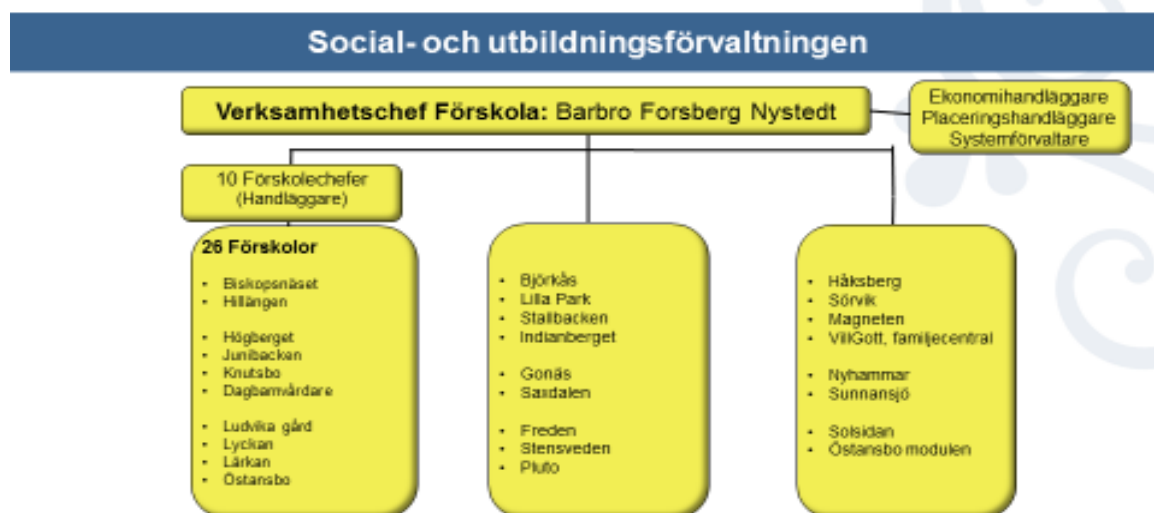 Social- och utbildningsförvaltningen
Verksamhetschef Förskola: Barbro Forsberg Nystedt
Ekonomihandläggare
Placeringshandläggare
Systemförvaltare
10 Förskolechefer
(Handläggare)
26 Förskolor
• Biskopsnäset
• Hillängen
• Högberget
• Junibacken
• Knutsbo
• Dagbarnvårdare
• Ludvika gård
• Lyckan
• Lärkan
• Östansbo
• Björkås
• Lilla Park
• Stallbacken
• Indianberget
• Gonäs
• Saxdalen
• Freden
• Stensveden
• Pluto
• Håksberg
• Sörvik
• Magneten
• VillGott, familjecentral
• Nyhammar
• Sunnansjö
• Solsidan
• Östansbo modulen